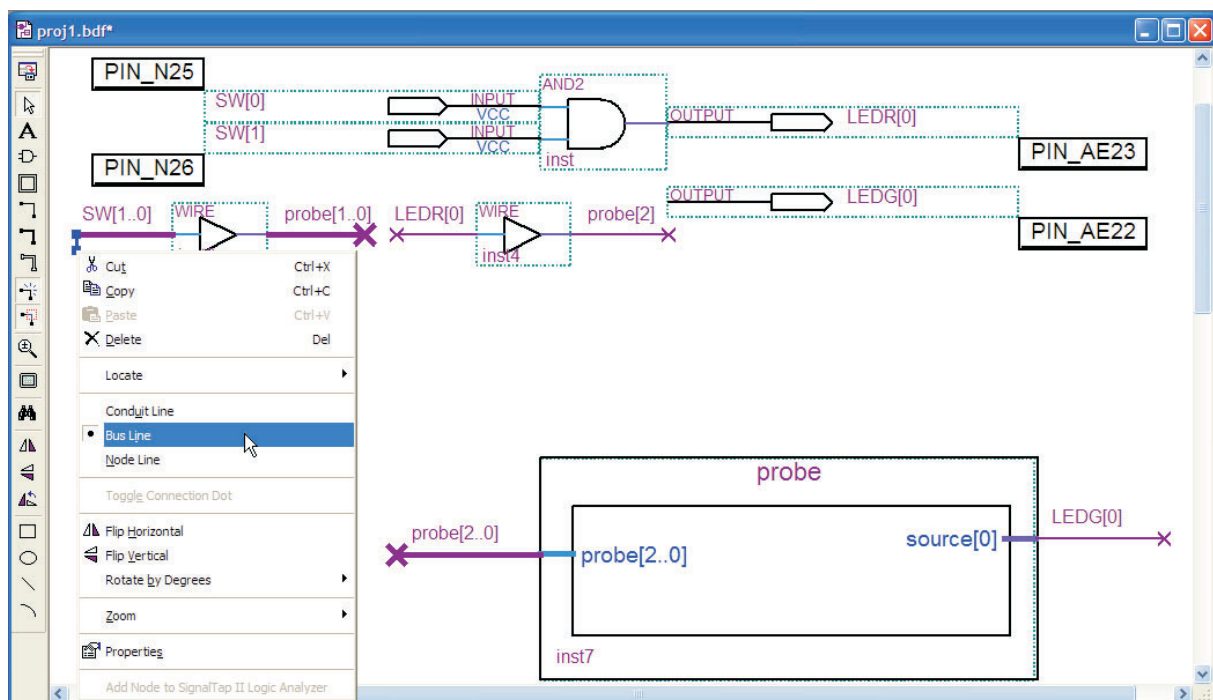 proj1.bdf*
PIN_N25
AND2
SW[0]
INPUT
VCC
OUTPUT
LEDR[0]
SW[1]
INPUT
VCC
inst
PIN_AE23
PIN_N26
OUTPUT
LEDG[0]
SW[1..0]
WIRE
probe[1..0]
LEDR[0]
WIRE
probe[2]
PIN_AE22
inst4
Cut Ctrl+X
Copy Ctrl+C
Paste Ctrl+V
Delete Del
Locate
Conduit Line
Bus Line
Node Line
Toggle Connection Dot
Flip Horizontal
Flip Vertical
Rotate by Degrees
Zoom
Properties
Add Node to SignalTap II Logic Analyzer
probe
probe[2..0]
probe[2..0]
source[0]
LEDG[0]
inst7